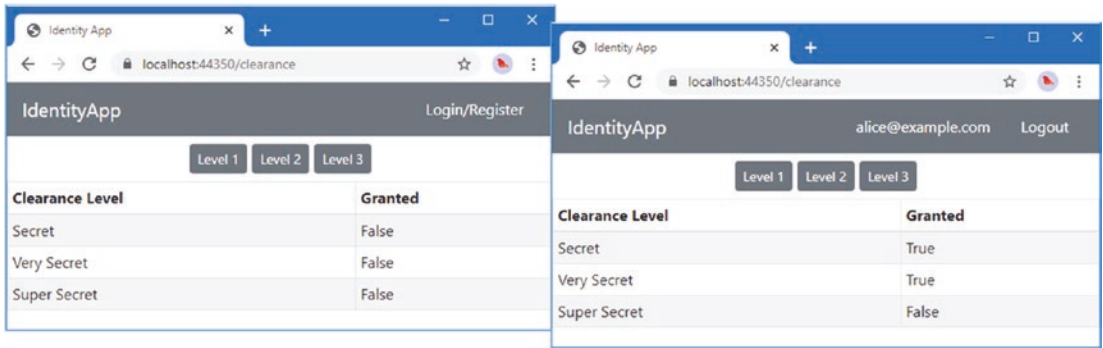 Identity App
localhost:44350/clearance
IdentityApp Login/Register
Level 1 Level 2 Level 3
Clearance Level Granted
Secret False
Very Secret False
Super Secret False
Identity App
localhost:44350/clearance
IdentityApp alice@example.com Logout
Level 1 Level 2 Level 3
Clearance Level Granted
Secret True
Very Secret True
Super Secret False